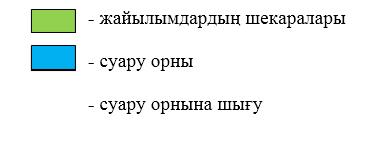 - жайылымдардың шекаралары
- суару орны
- суару орнына шығу